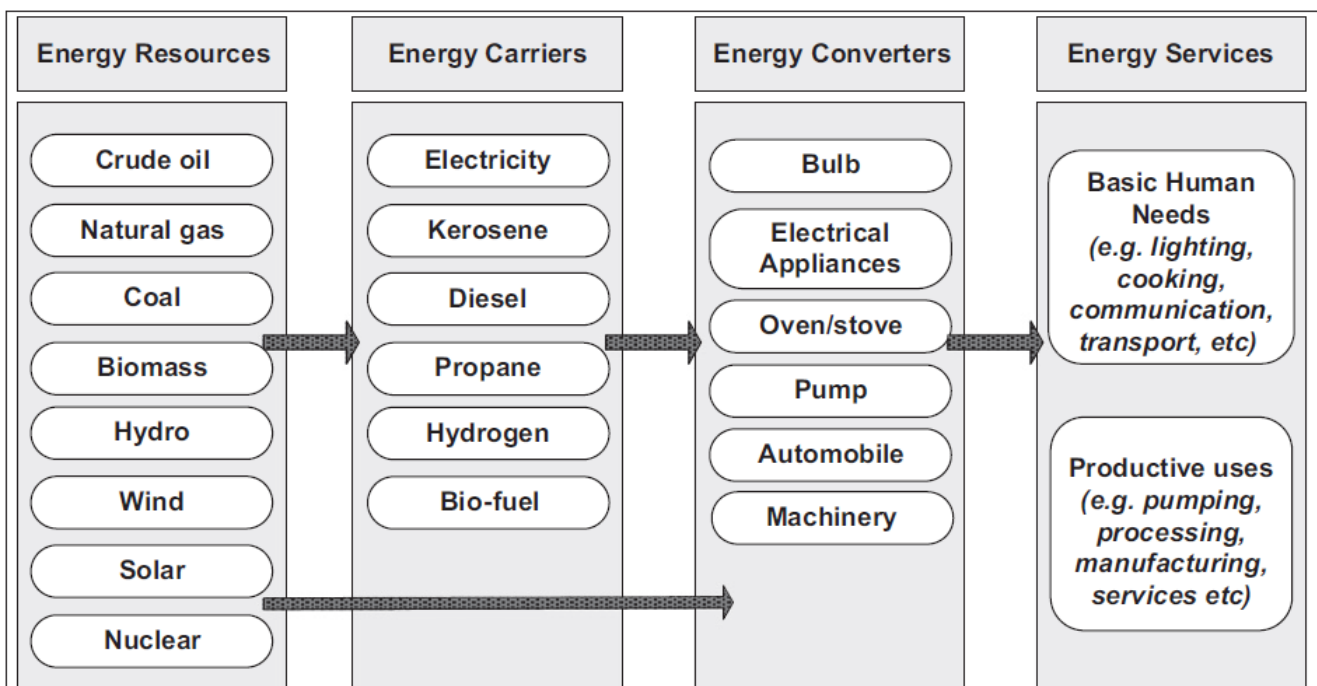 Energy Resources
Energy Carriers
Energy Converters
Energy Services
Crude oil
Natural gas
Coal
Biomass
Hydro
Wind
Solar
Nuclear
Electricity
Kerosene
Diesel
Propane
Hydrogen
Bio-fuel
Bulb
Electrical
Appliances
Oven/stove
Pump
Automobile
Machinery
Basic Human
Needs
(e.g. lighting,
cooking,
communication,
transport, etc)
Productive uses
(e.g. pumping,
processing,
manufacturing,
services etc)